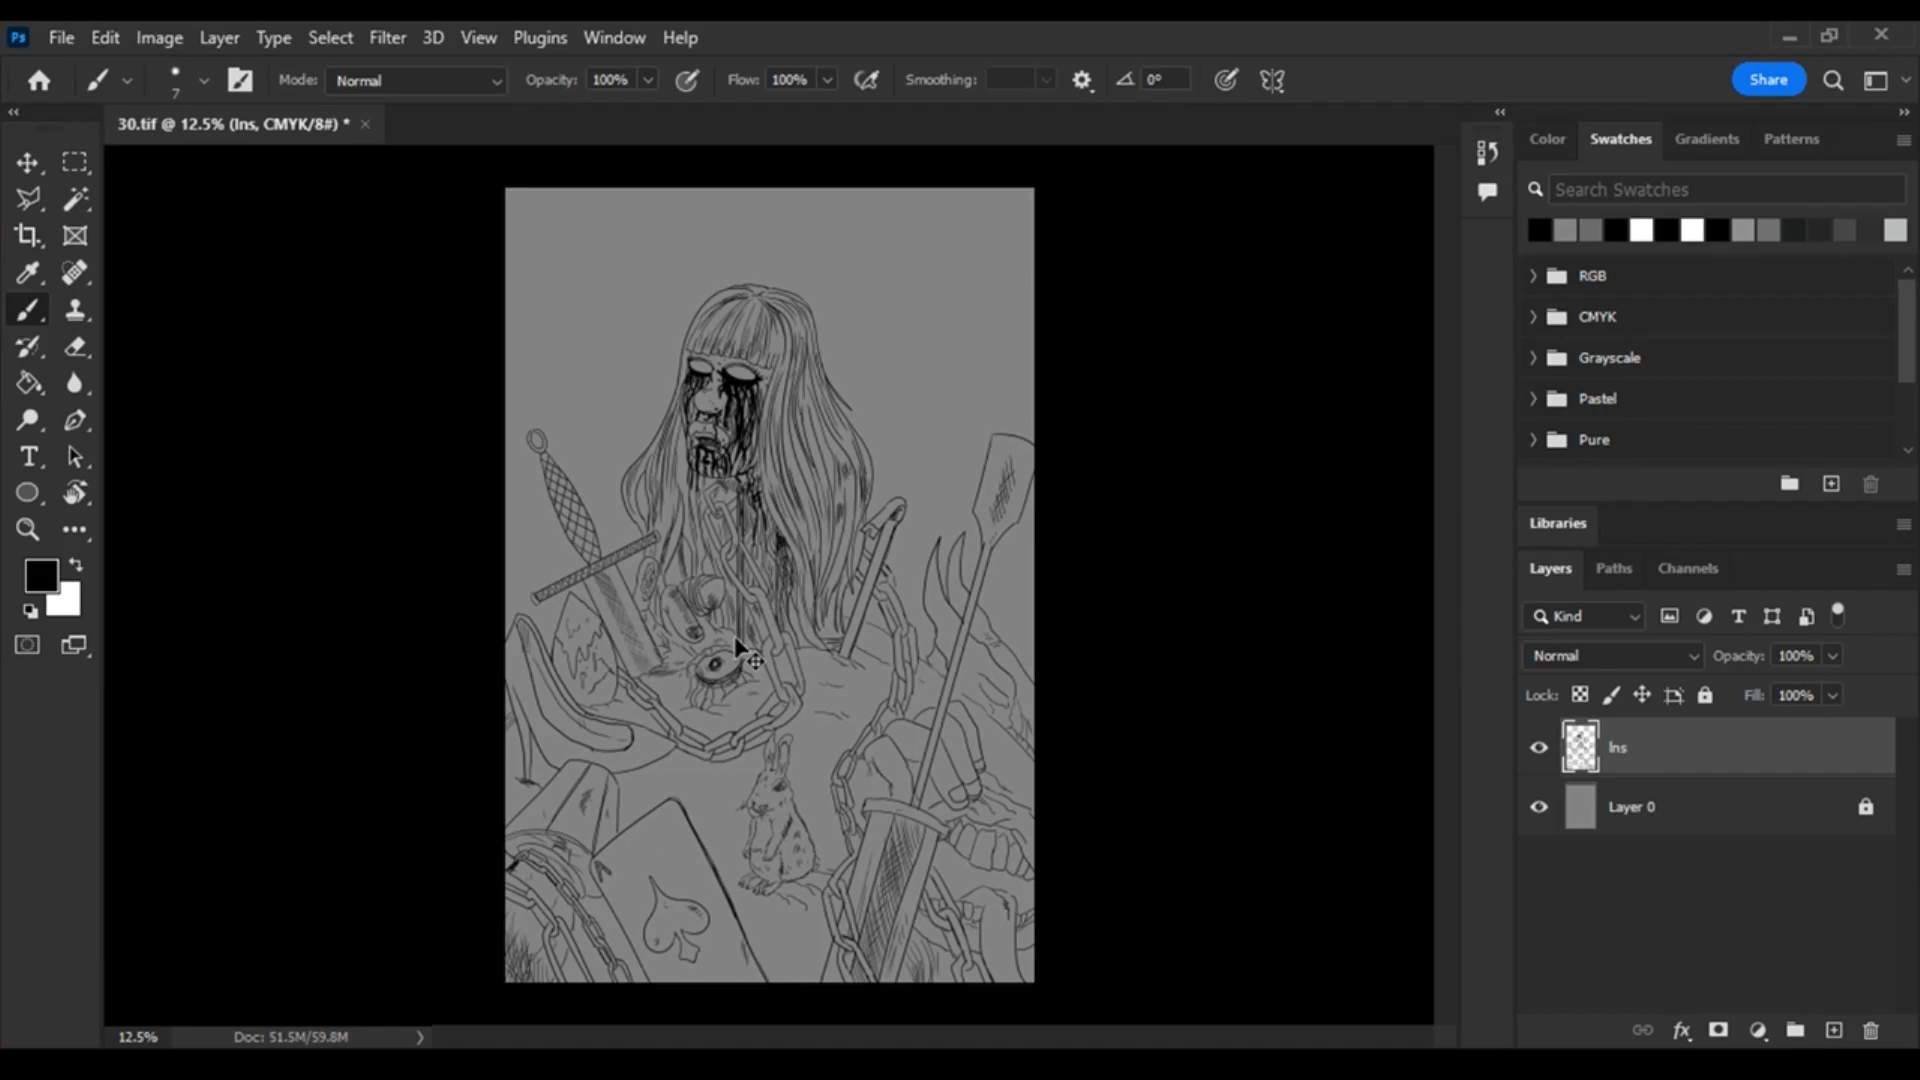 Ps File Edit Image Layer Type Select Filter 3D View Plugins Window Help
7 Mode: Normal Opacity: 100% Flow: 100% Smoothing: 0° Share
30.tif @ 12.5% (lns, CMYK/8#) * ×
Color Swatches Gradients Patterns
Search Swatches
RGB
CMYK
Grayscale
Pastel
Pure
Libraries
Layers Paths Channels
Kind
Normal Opacity: 100%
Lock: Fill: 100%
lns
Layer 0
A
12.5% Doc: 51.5M/59.8M